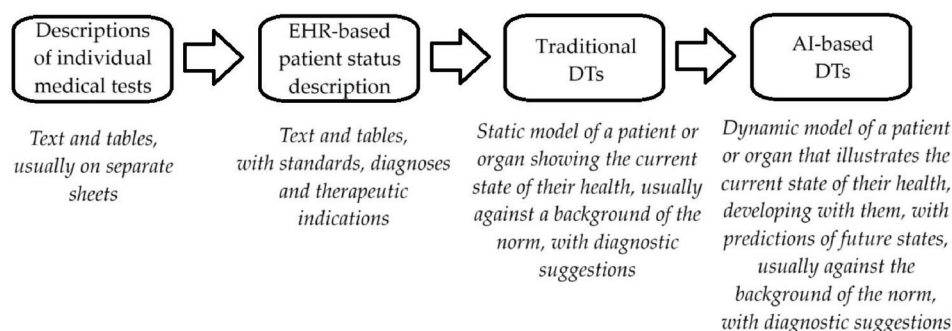 Descriptions
of individual
medical tests
EHR-based
patient status
description
Traditional
DTs
AI-based
DTs
Text and tables,
usually on separate
sheets
Text and tables,
with standards, diagnoses
and therapeutic
indications
Static model of a patient or
organ showing the current
state of their health, usually
against a background of the
norm, with diagnostic
suggestions
Dynamic model of a patient
or organ that illustrates the
current state of their health,
developing with them, with
predictions of future states,
usually against the
background of the norm,
with diagnostic suggestions